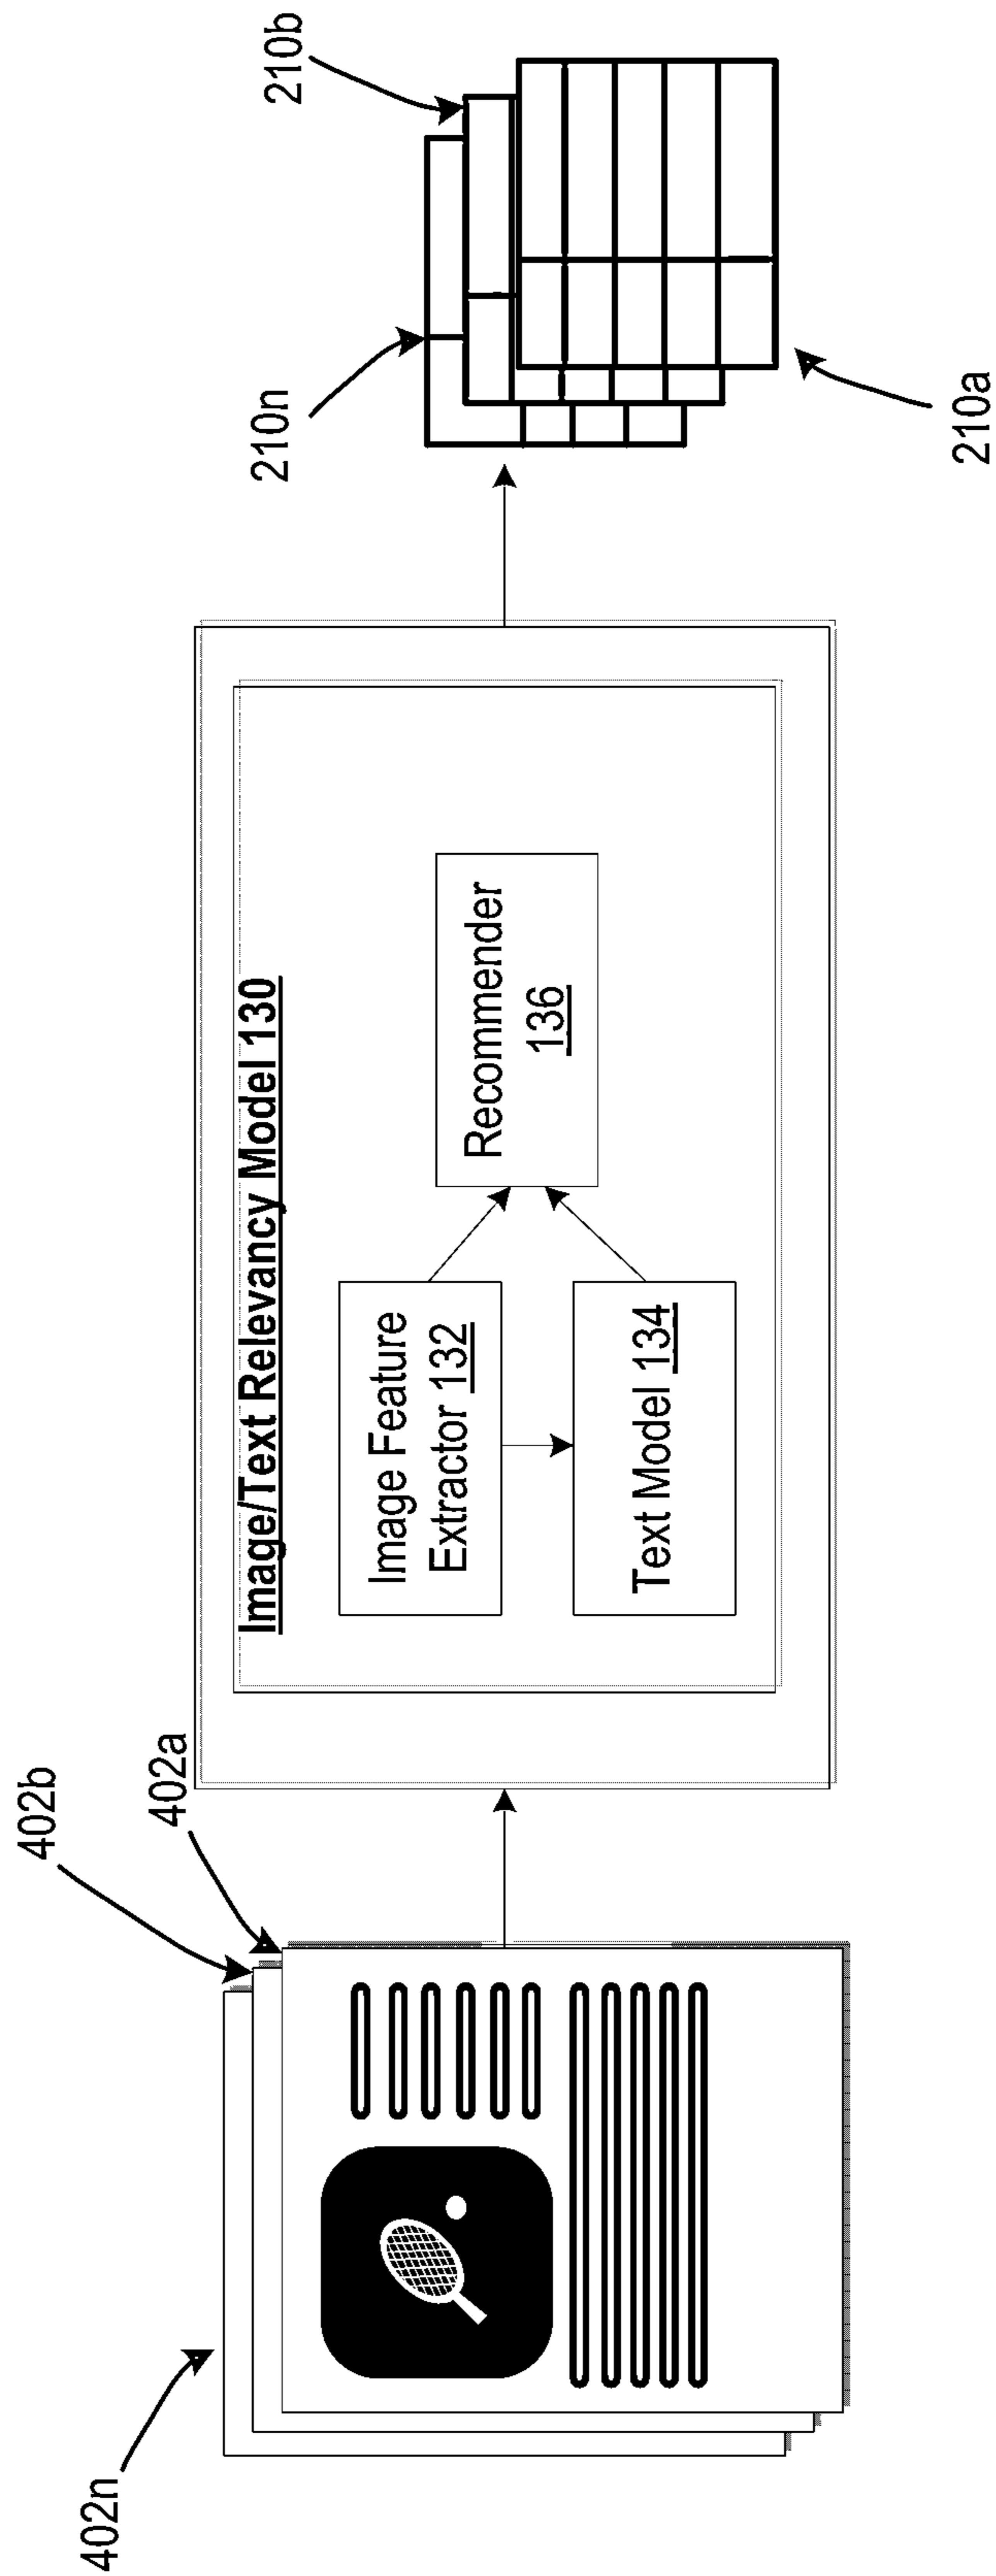 402n
402b
402a
Image/Text Relevancy Model 130
Image Feature
Extractor 132
Text Model 134
Recommender
136
210n
210b
210a